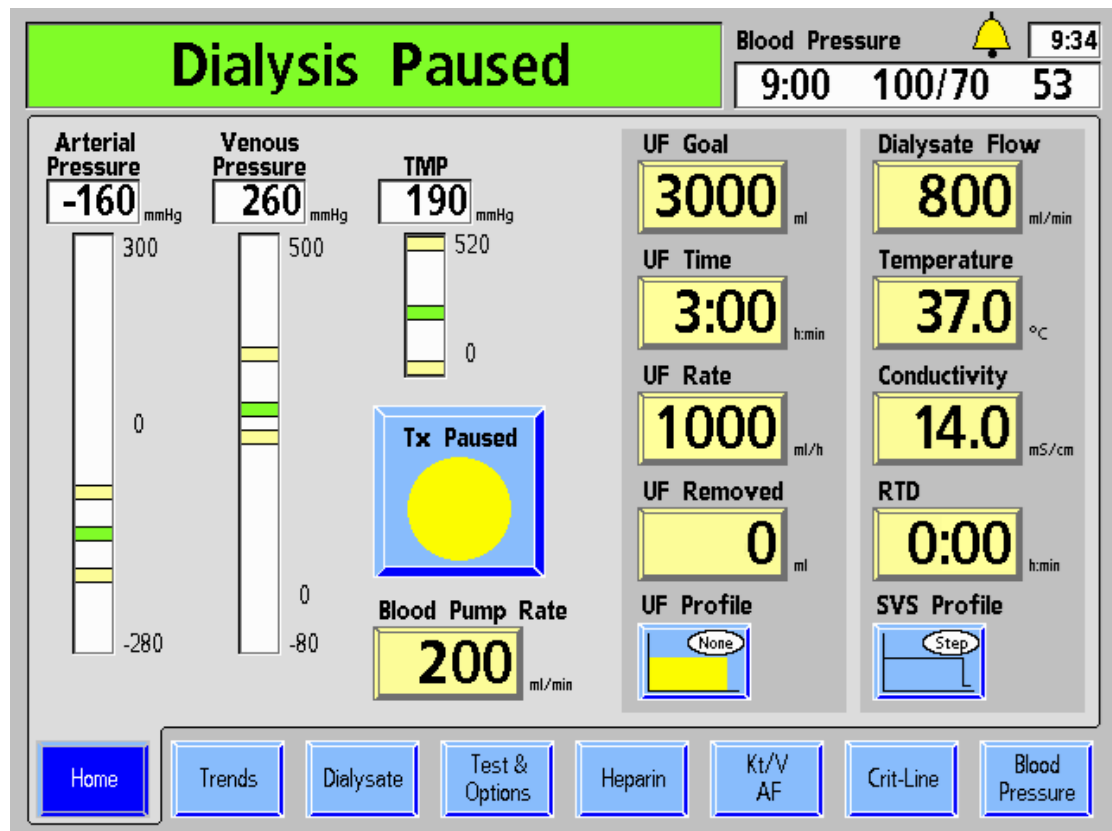 Dialysis Paused
Blood Pressure
9:34
9:00 100/70 53
Arterial Pressure
-160 mmHg
300
0
-280
Venous Pressure
260 mmHg
500
0
-80
TMP
190 mmHg
520
0
Tx Paused
Blood Pump Rate
200 ml/min
UF Goal
3000 ml
UF Time
3:00 h:min
UF Rate
1000 ml/h
UF Removed
0 ml
UF Profile
None
Dialysate Flow
800 ml/min
Temperature
37.0 °C
Conductivity
14.0 mS/cm
RTD
0:00 h:min
SVS Profile
Step
Home
Trends
Dialysate
Test &
Options
Heparin
Kt/V
AF
Crit-Line
Blood
Pressure